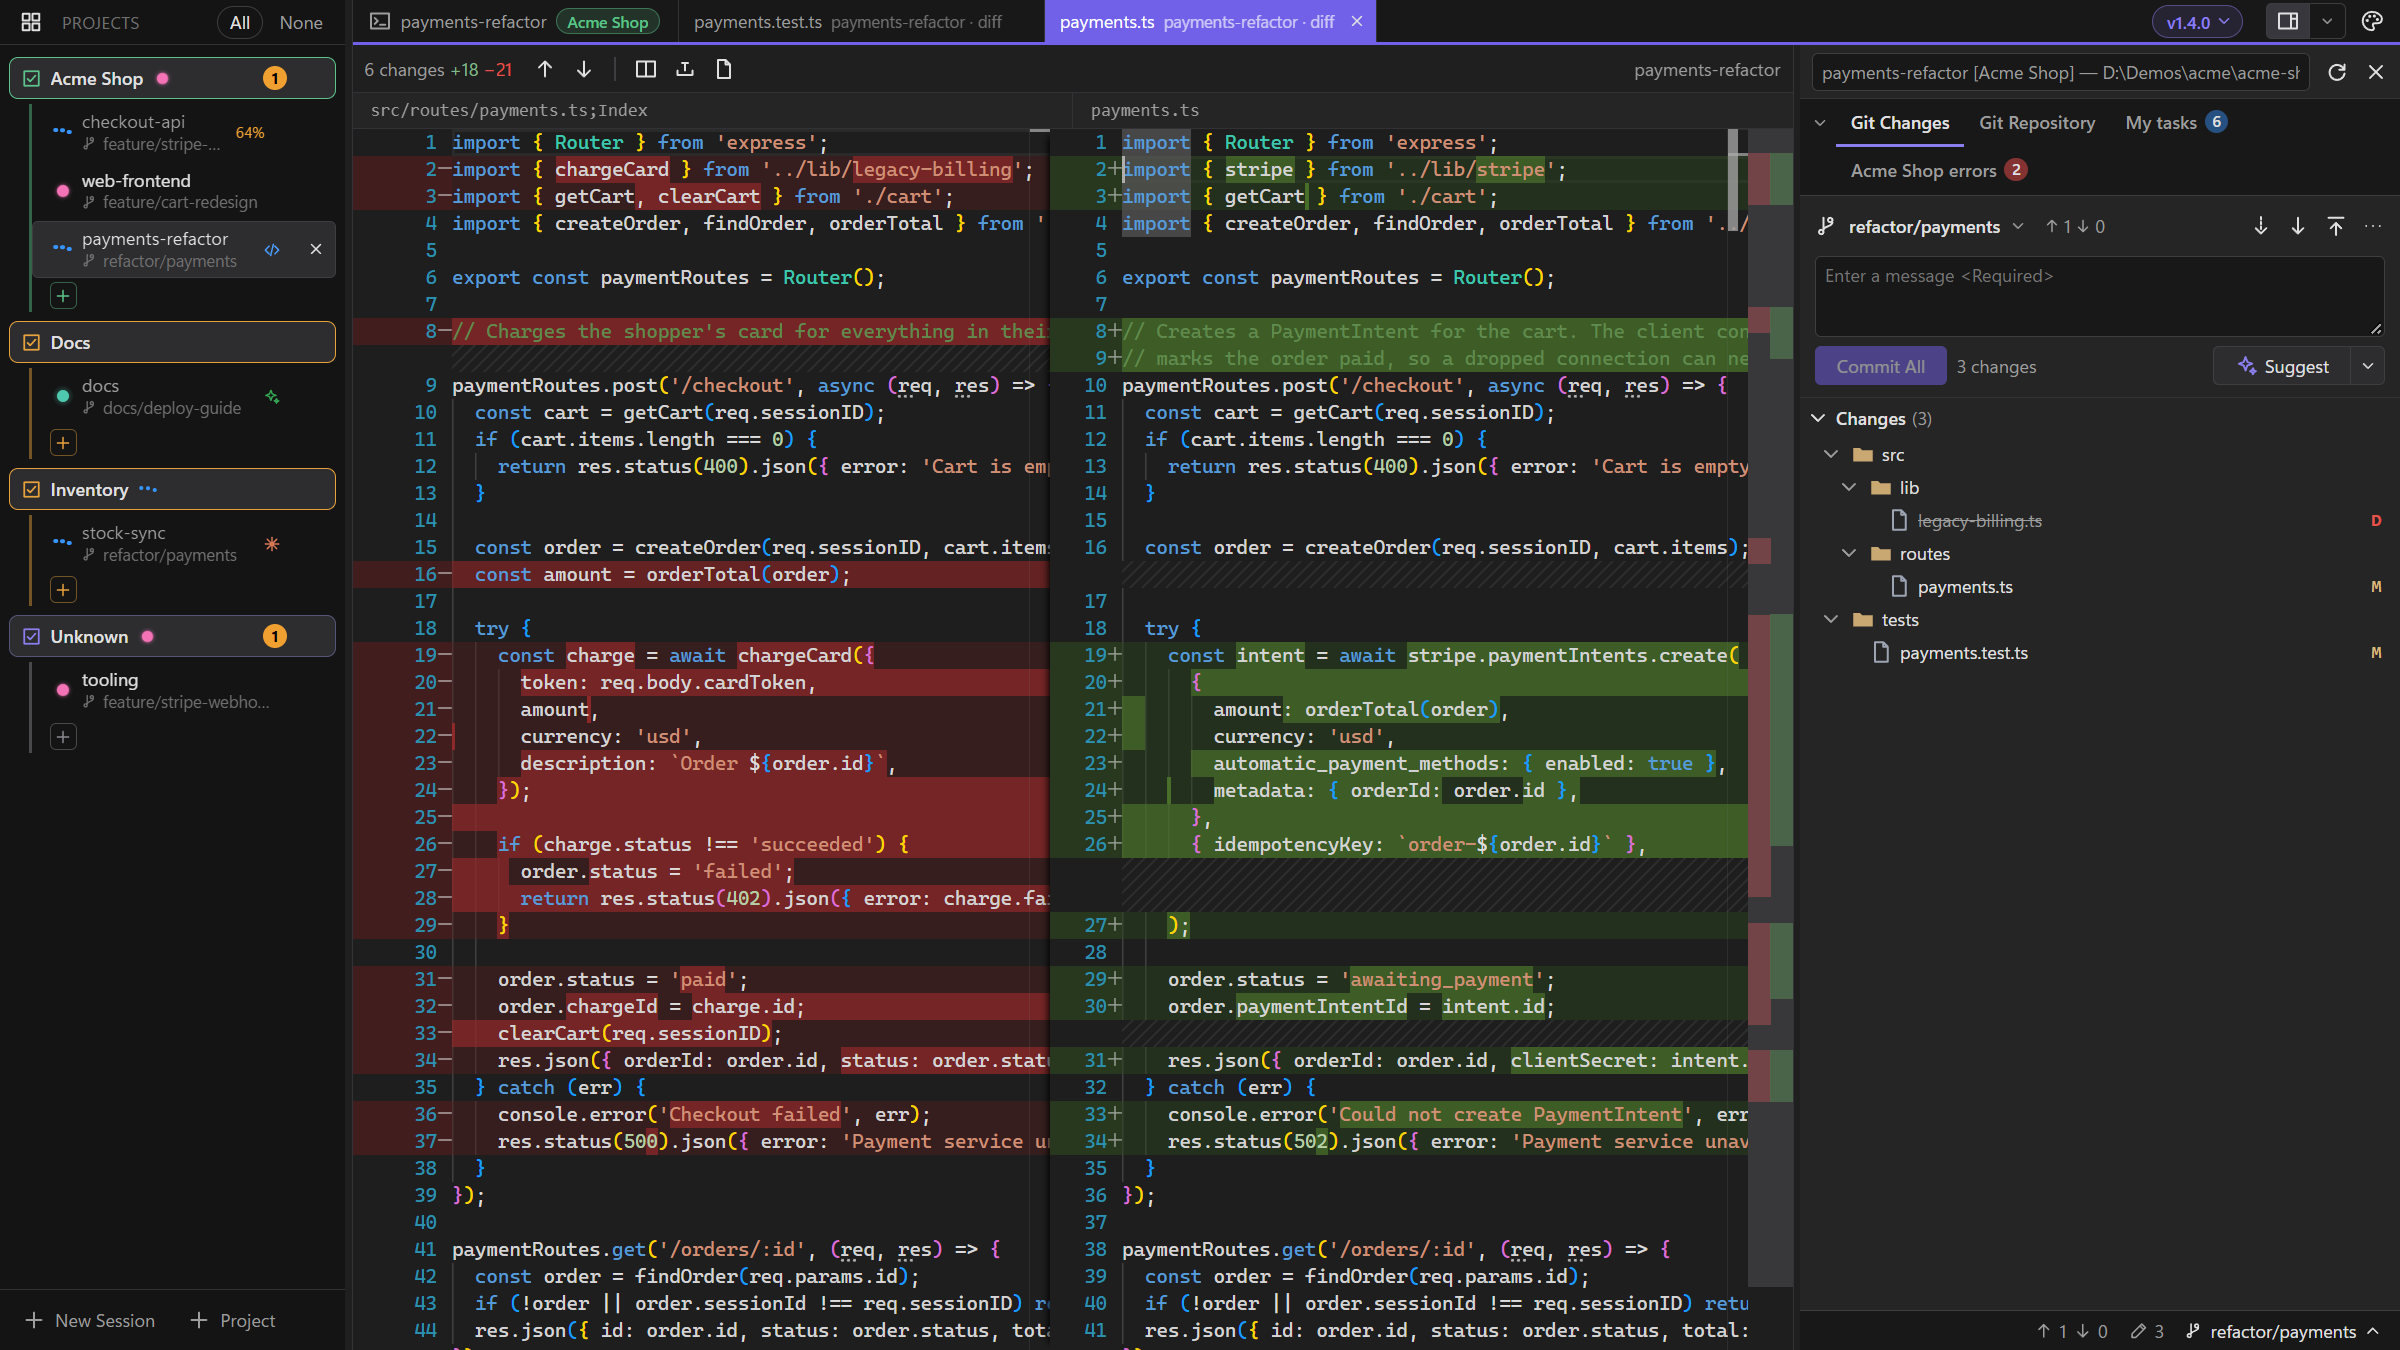 PROJECTS All None
Acme Shop 1
checkout-api 64%
feature/stripe-...
web-frontend
feature/cart-redesign
payments-refactor
refactor/payments
Docs
docs
docs/deploy-guide
Inventory
stock-sync
refactor/payments
Unknown 1
tooling
feature/stripe-webho...
New Session Project
payments-refactor Acme Shop payments.test.ts payments-refactor · diff payments.ts payments-refactor · diff v1.4.0
6 changes +18 −21 payments-refactor
src/routes/payments.ts;Index
1 import { Router } from 'express';
2− import { chargeCard } from '../lib/legacy-billing';
3− import { getCart, clearCart } from './cart';
4 import { createOrder, findOrder, orderTotal } from '
5
6 export const paymentRoutes = Router();
7
8− // Charges the shopper's card for everything in thei
9 paymentRoutes.post('/checkout', async (req, res) =>
10 const cart = getCart(req.sessionID);
11 if (cart.items.length === 0) {
12 return res.status(400).json({ error: 'Cart is em
13 }
14
15 const order = createOrder(req.sessionID, cart.item
16− const amount = orderTotal(order);
17
18 try {
19− const charge = await chargeCard({
20− token: req.body.cardToken,
21− amount,
22− currency: 'usd',
23− description: `Order ${order.id}`,
24− });
25−
26− if (charge.status !== 'succeeded') {
27− order.status = 'failed';
28− return res.status(402).json({ error: charge.fa
29− }
30
31− order.status = 'paid';
32− order.chargeId = charge.id;
33− clearCart(req.sessionID);
34− res.json({ orderId: order.id, status: order.stat
35 } catch (err) {
36− console.error('Checkout failed', err);
37− res.status(500).json({ error: 'Payment service u
38 }
39 });
40
41 paymentRoutes.get('/orders/:id', (req, res) => {
42 const order = findOrder(req.params.id);
43 if (!order || order.sessionId !== req.sessionID) r
44 res.json({ id: order.id, status: order.status, tot
payments.ts
1 import { Router } from 'express';
2+ import { stripe } from '../lib/stripe';
3+ import { getCart } from './cart';
4 import { createOrder, findOrder, orderTotal } from '../
5
6 export const paymentRoutes = Router();
7
8+ // Creates a PaymentIntent for the cart. The client con
9+ // marks the order paid, so a dropped connection can ne
10 paymentRoutes.post('/checkout', async (req, res) => {
11 const cart = getCart(req.sessionID);
12 if (cart.items.length === 0) {
13 return res.status(400).json({ error: 'Cart is empty
14 }
15
16 const order = createOrder(req.sessionID, cart.items);
17
18 try {
19+ const intent = await stripe.paymentIntents.create(
20+ {
21+ amount: orderTotal(order),
22+ currency: 'usd',
23+ automatic_payment_methods: { enabled: true },
24+ metadata: { orderId: order.id },
25+ },
26+ { idempotencyKey: `order-${order.id}` },
27+ );
28
29+ order.status = 'awaiting_payment';
30+ order.paymentIntentId = intent.id;
31+ res.json({ orderId: order.id, clientSecret: intent.
32 } catch (err) {
33+ console.error('Could not create PaymentIntent', err
34+ res.status(502).json({ error: 'Payment service unav
35 }
36 });
37
38 paymentRoutes.get('/orders/:id', (req, res) => {
39 const order = findOrder(req.params.id);
40 if (!order || order.sessionId !== req.sessionID) retu
41 res.json({ id: order.id, status: order.status, total:
payments-refactor [Acme Shop] — D:\Demos\acme\acme-sh
Git Changes Git Repository My tasks 6
Acme Shop errors 2
refactor/payments ↑ 1 ↓ 0 ...
Enter a message <Required>
Commit All 3 changes Suggest
Changes (3)
src
lib
legacy-billing.ts D
routes
payments.ts M
tests
payments.test.ts M
↑ 1 ↓ 0 3 refactor/payments